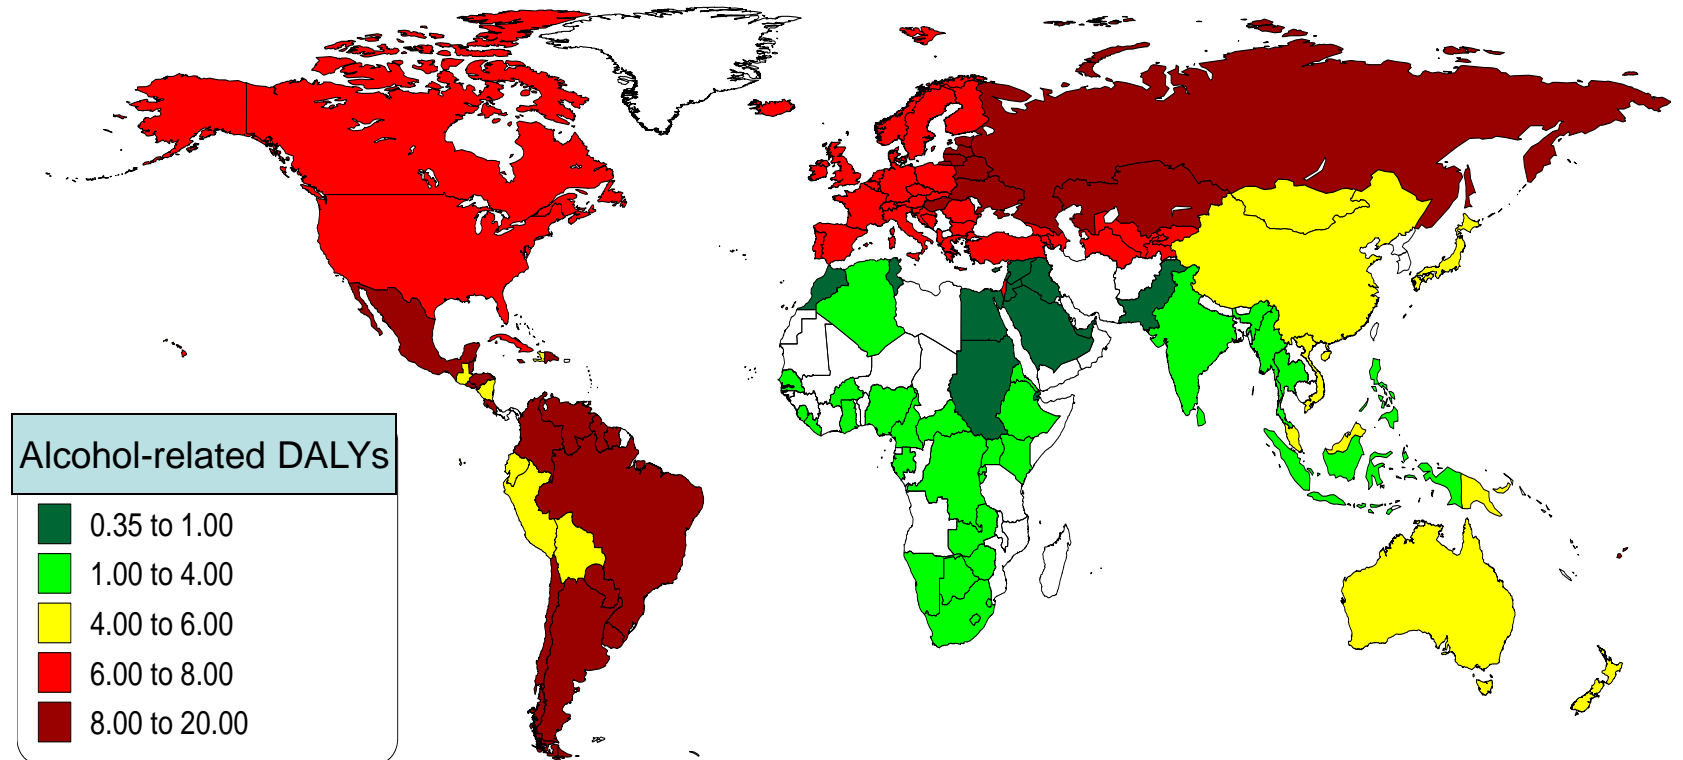 Alcohol-related DALYs
0.35 to 1.00
1.00 to 4.00
4.00 to 6.00
6.00 to 8.00
8.00 to 20.00